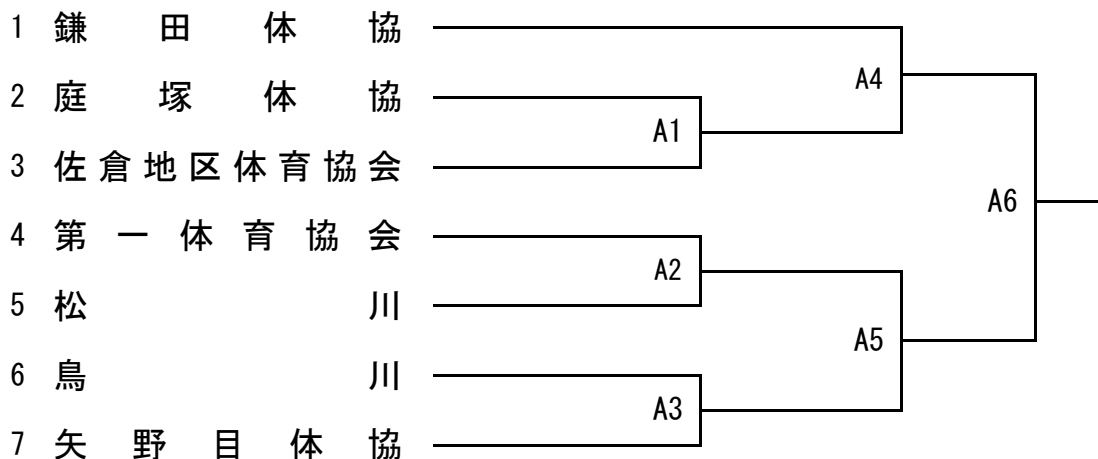 1 鎌田体協
A4
2 庭塚体協
A1
3 佐倉地区体育協会
A6
4 第一体育協会
A2
5 松川
A5
6 鳥川
A3
7 矢野目体協